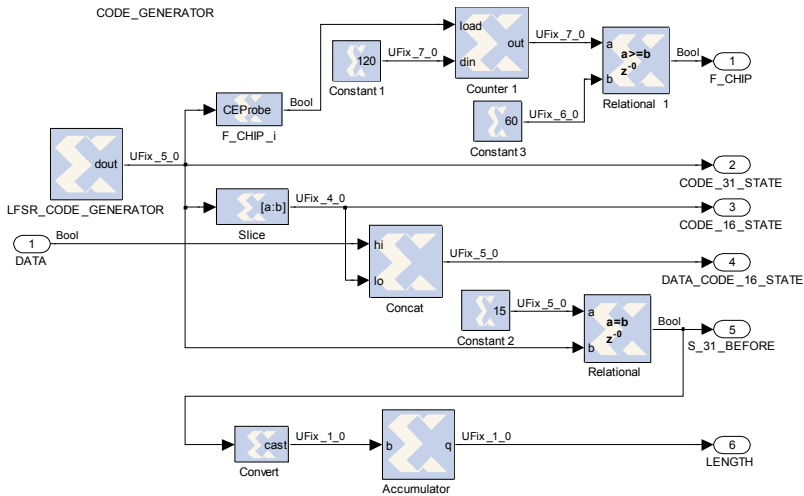 CODE_GENERATOR
load
din
out
Counter 1
UFix_7_0
120
Constant 1
UFix_7_0
UFix_7_0
a
b
a>=b
z-0
Relational 1
Bool
1
F_CHIP
60
Constant 3
UFix_6_0
CEProbe
F_CHIP_i
Bool
dout
LFSR_CODE_GENERATOR
UFix_5_0
2
CODE_31_STATE
[a:b]
Slice
UFix_4_0
3
CODE_16_STATE
1
DATA
Bool
hi
lo
Concat
UFix_5_0
4
DATA_CODE_16_STATE
15
Constant 2
UFix_5_0
a
b
a=b
z-0
Relational
Bool
5
S_31_BEFORE
cast
Convert
UFix_1_0
b
q
Accumulator
UFix_1_0
6
LENGTH